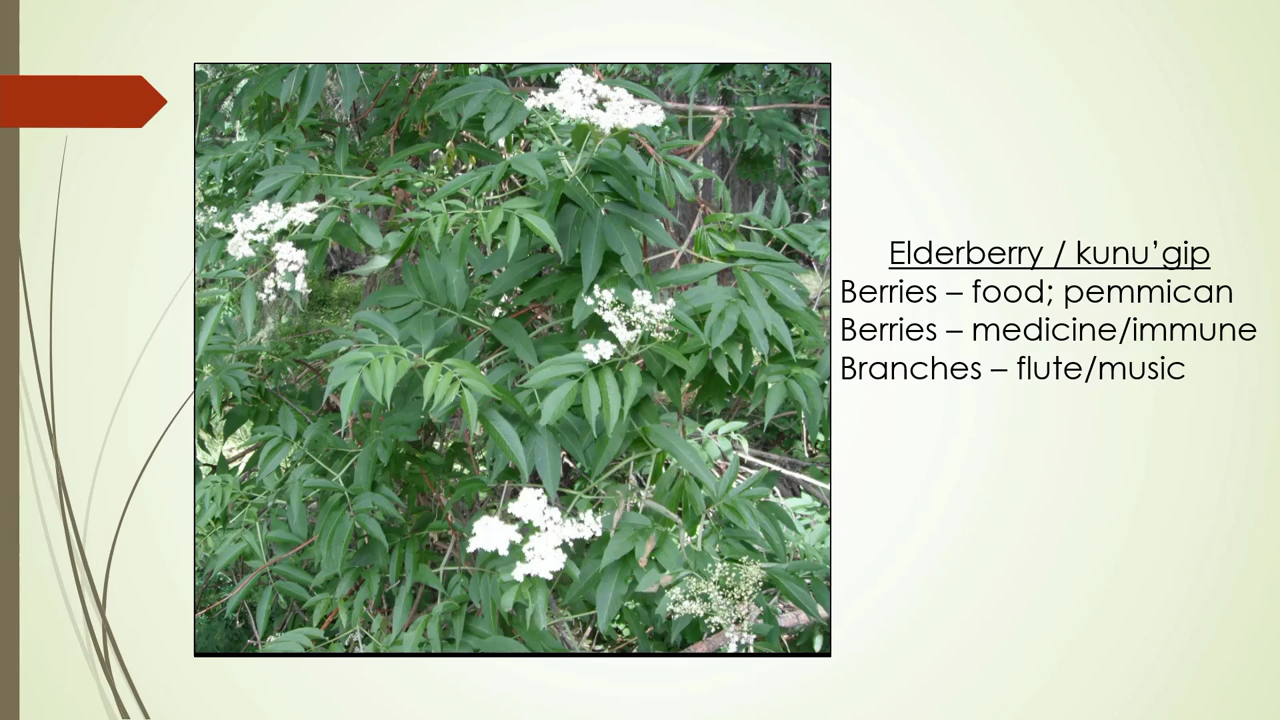 Elderberry / kunu’gip
Berries – food; pemmican
Berries – medicine/immune
Branches – flute/music